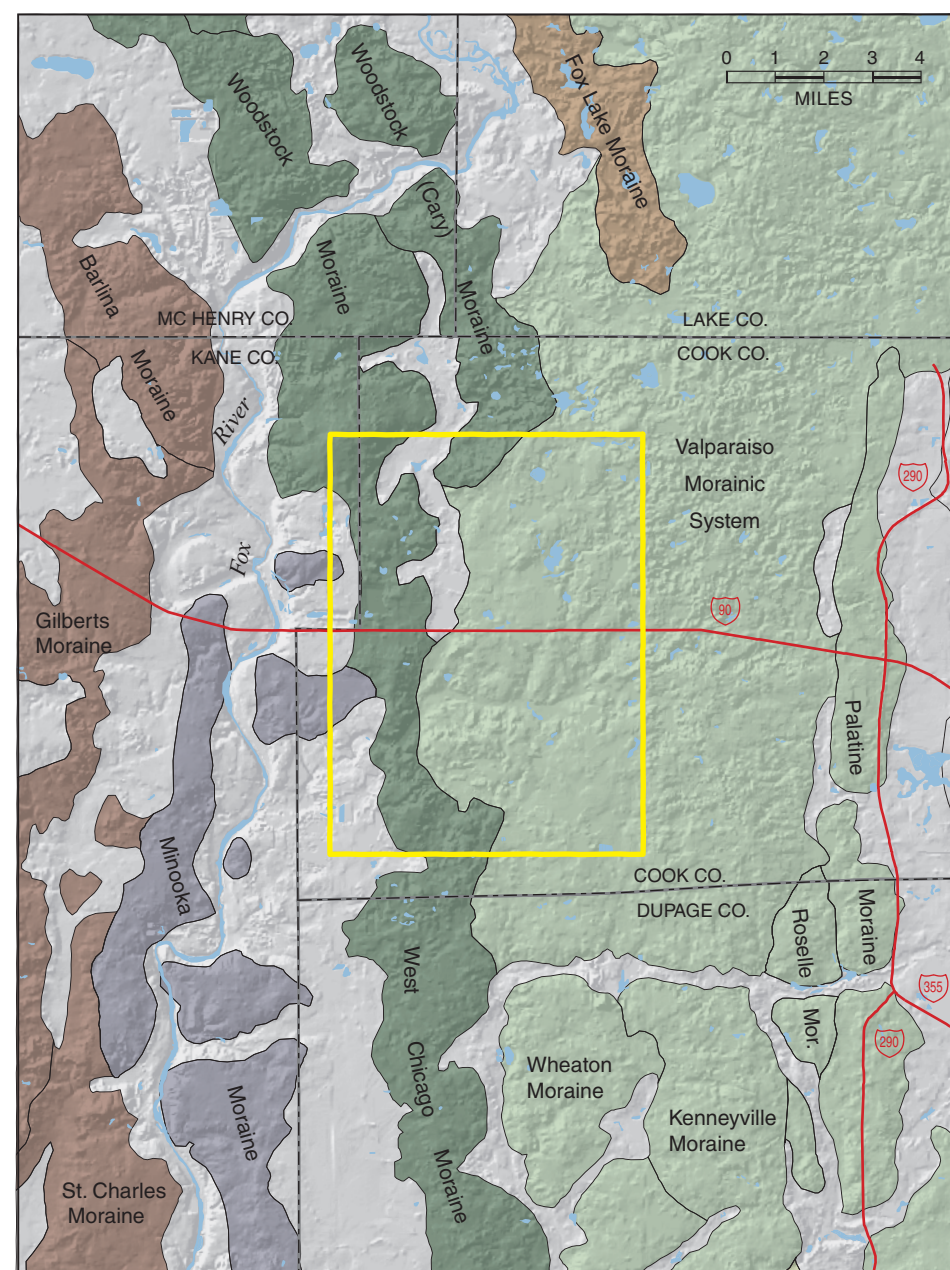 0 1 2 3 4
MILES
Woodstock
Woodstock
Fox Lake Moraine
(Cary)
Barlina
Moraine
Moraine
Moraine
MC HENRY CO.
LAKE CO.
KANE CO.
COOK CO.
River
Fox
Valparaiso
Morainic
System
290
90
Gilberts
Moraine
Palatine
Minooka
COOK CO.
DUPAGE CO.
Roselle
Moraine
West
Chicago
Moraine
355
Mor.
290
Wheaton
Moraine
Kenneyville
Moraine
Moraine
St. Charles
Moraine